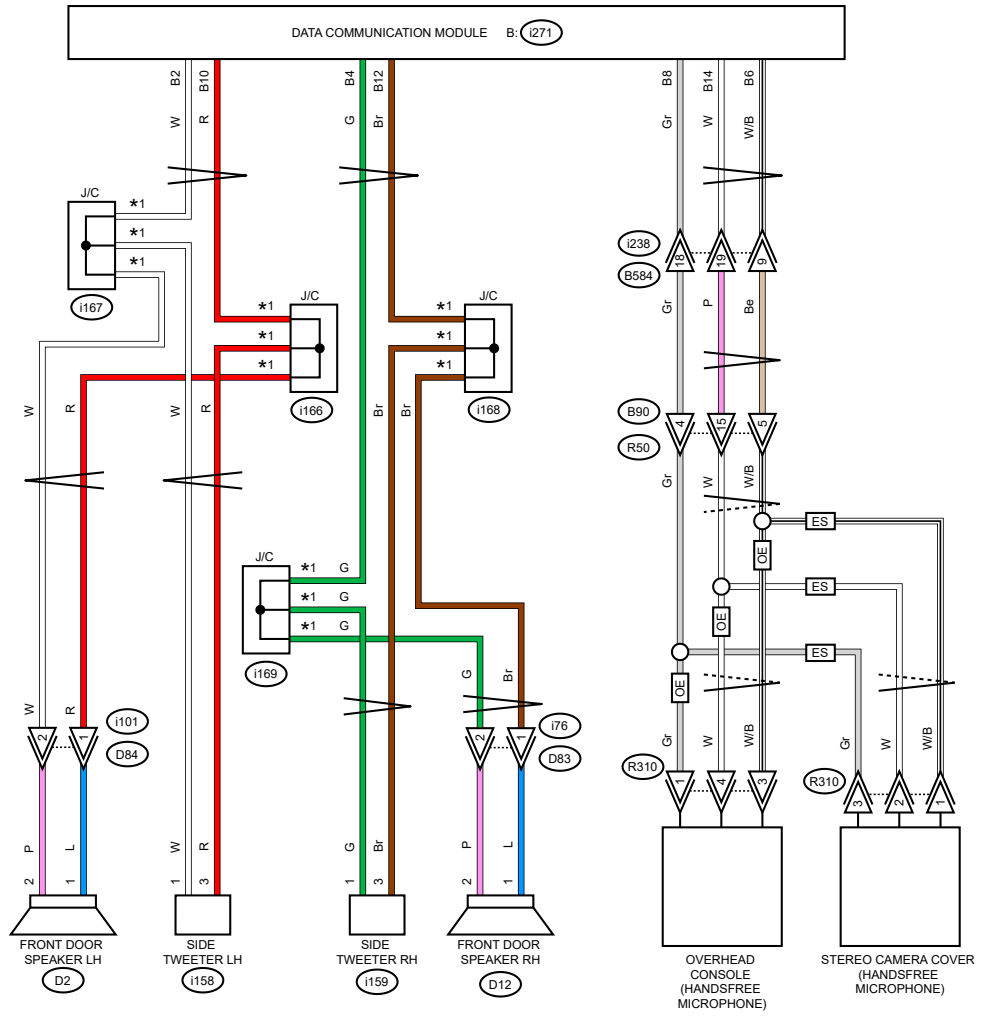 DATA COMMUNICATION MODULE B: i271
B2 B10 B4 B12 B8 B14 B6
W R G Br Gr W W/B
J/C
*1
*1
*1
i167
i238
18 19 9
B584
J/C
*1
*1
*1
i166
J/C
*1
*1
*1
i168
Gr P Be
W R W R Br Br
B90
4 15 5
R50
Gr W W/B
ES
OE
ES
OE
ES
OE
J/C
*1 G
*1 G
*1 G
i169
G Br
W R
i101
2 1
D84
i76
2 1
D83
Gr W W/B
R310
1 4 3
Gr W W/B
R310
3 2 1
P L W R G Br P L
2 1 1 3 1 3 2 1
FRONT DOOR
SPEAKER LH
D2
SIDE
TWEETER LH
i158
SIDE
TWEETER RH
i159
FRONT DOOR
SPEAKER RH
D12
OVERHEAD
CONSOLE
(HANDSFREE
MICROPHONE)
STEREO CAMERA COVER
(HANDSFREE
MICROPHONE)